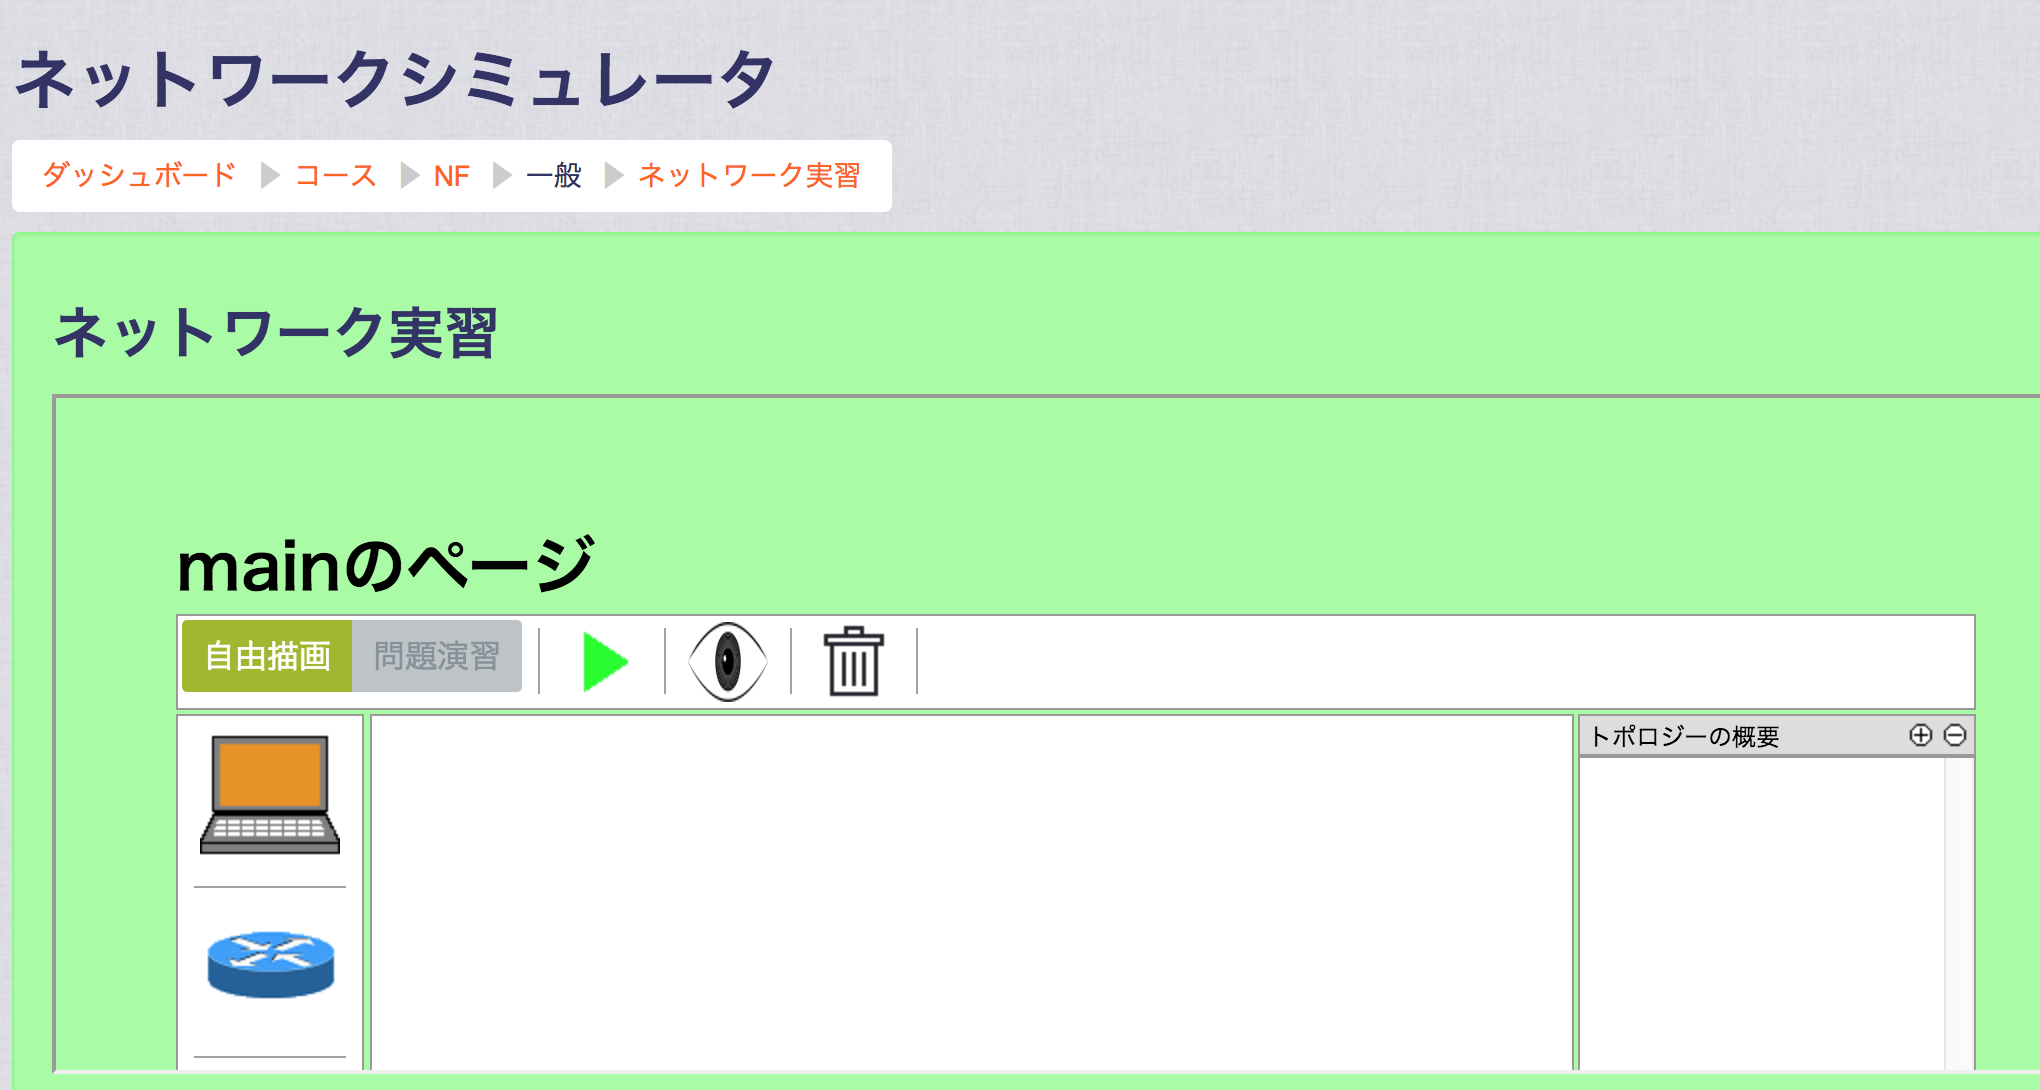 ネットワークシミュレータ
ダッシュボード コース NF 一般 ネットワーク実習
ネットワーク実習
mainのページ
自由描画 問題演習
トポロジーの概要